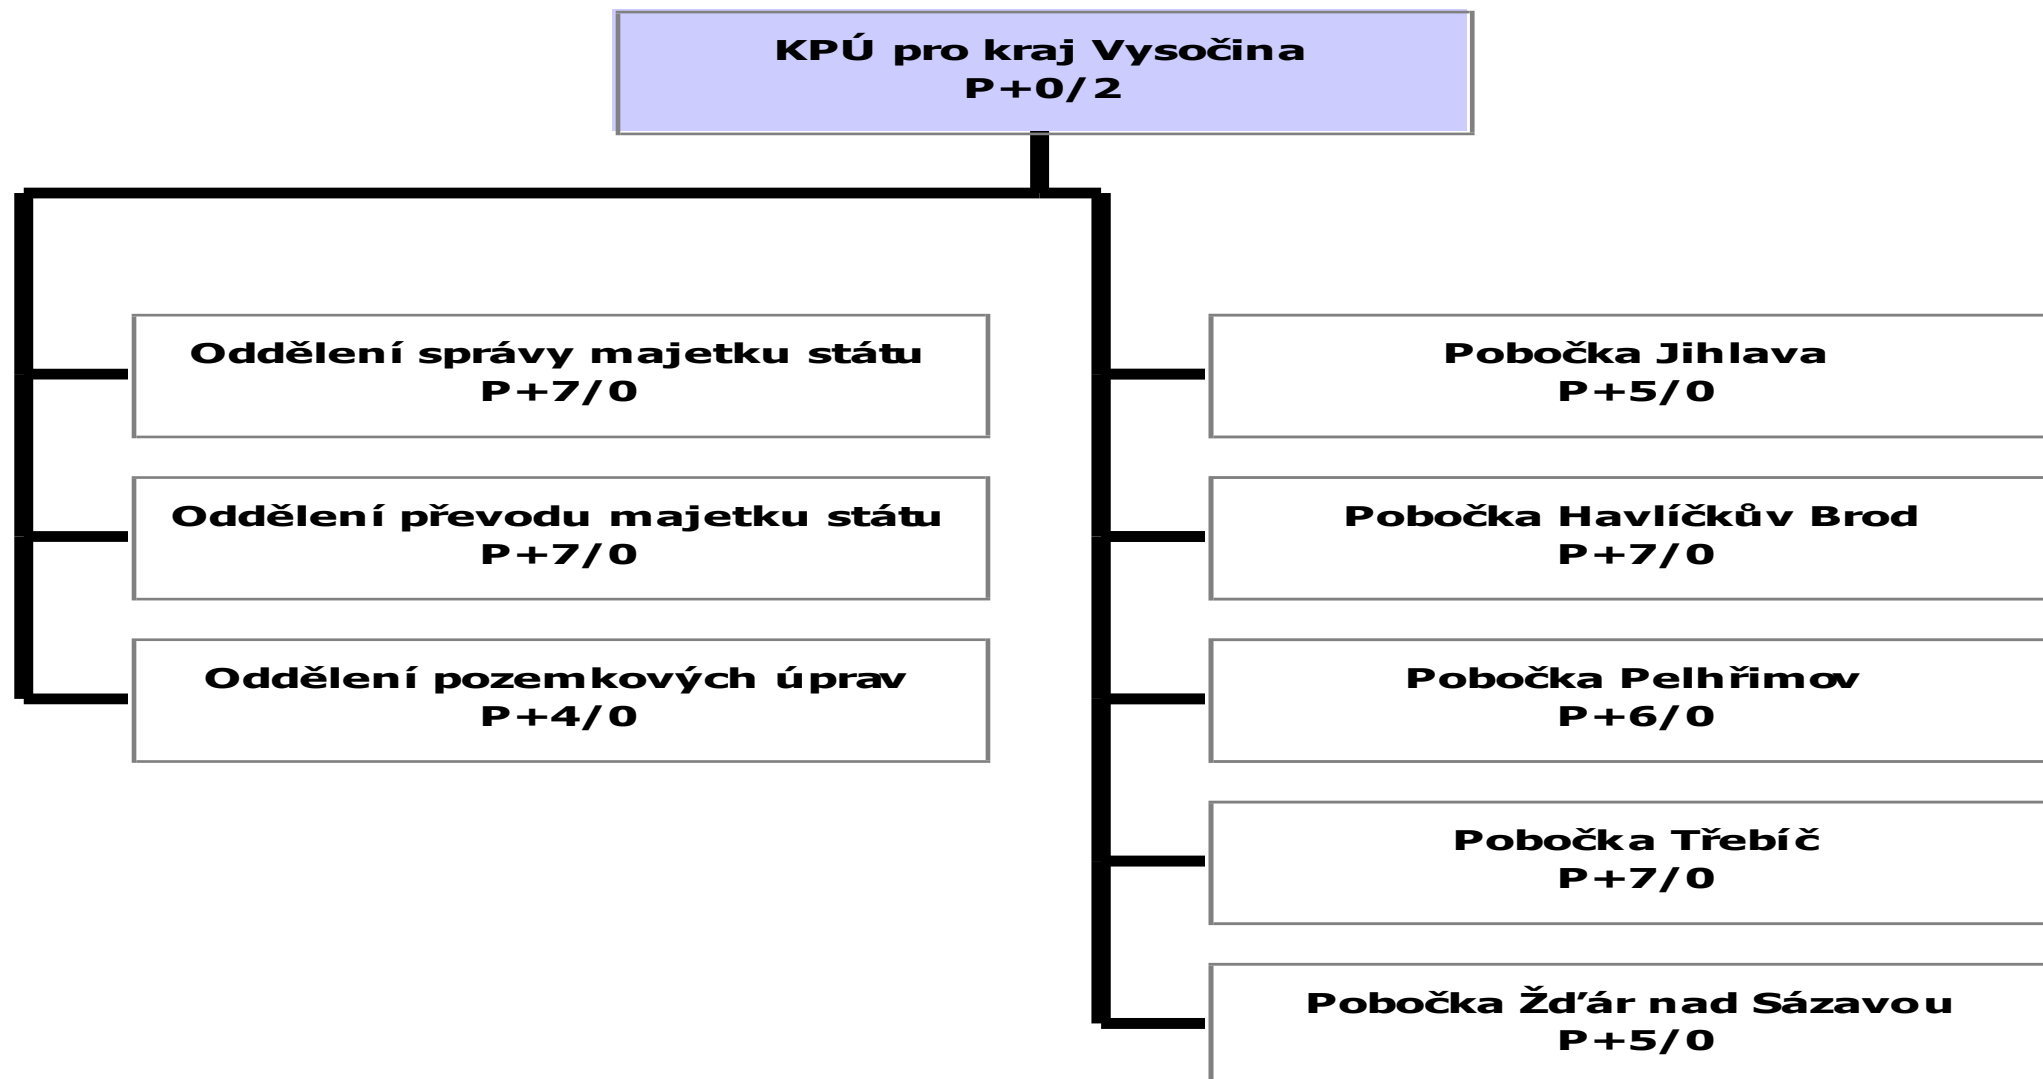 KPÚ pro kraj Vysočina
P+0/2
Oddělení správy majetku státu
P+7/0
Oddělení převodu majetku státu
P+7/0
Oddělení pozemkových úprav
P+4/0
Pobočka Jihlava
P+5/0
Pobočka Havlíčkův Brod
P+7/0
Pobočka Pelhřimov
P+6/0
Pobočka Třebíč
P+7/0
Pobočka Žďár nad Sázavou
P+5/0